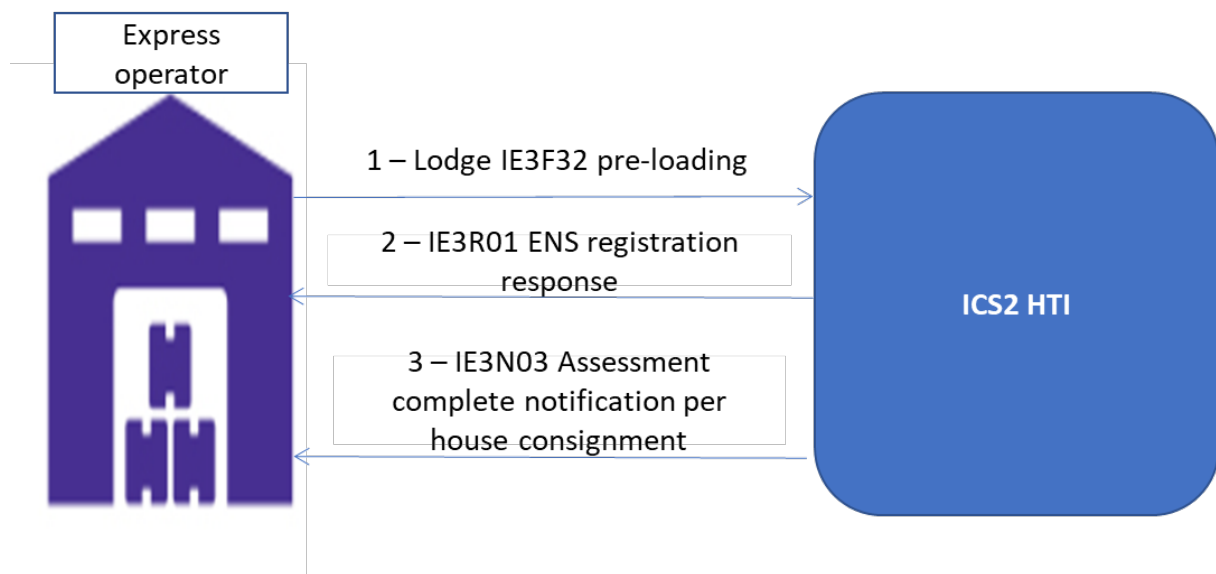 Express
operator
1 – Lodge IE3F32 pre-loading
2 – IE3R01 ENS registration
response
ICS2 HTI
3 – IE3N03 Assessment
complete notification per
house consignment